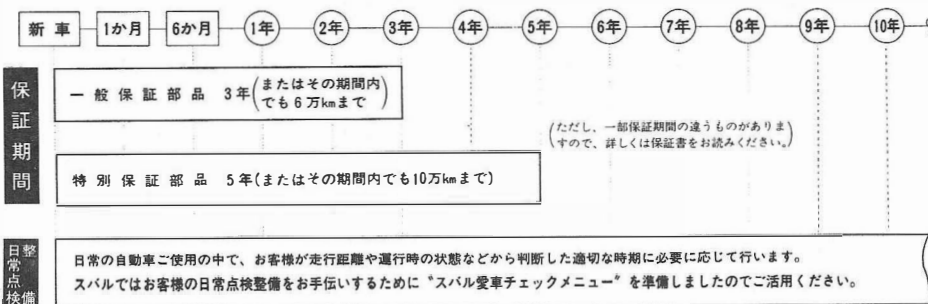 新車 1か月 6か月 1年 2年 3年 4年 5年 6年 7年 8年 9年 10年
保証期間
一般保証部品 3年(またはその期間内
でも6万kmまで)
(ただし、一部保証期間の違うものがありま
すので、詳しくは保証書をお読みください。)
特別保証部品 5年(またはその期間内でも10万kmまで)
日常点検
整備
日常の自動車ご使用の中で、お客様が走行距離や運行時の状態などから判断した適切な時期に必要に応じて行います。
スバルではお客様の日常点検整備をお手伝いするために“スバル愛車チェックメニュー”を準備しましたのでご活用ください。